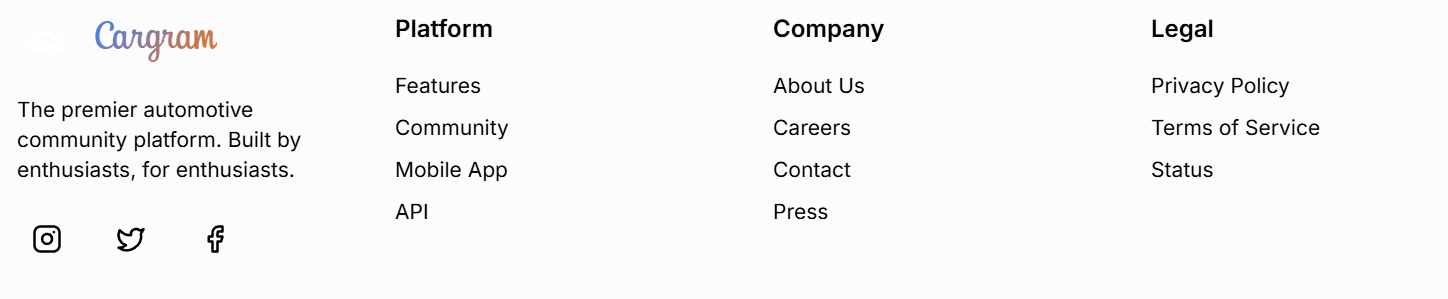 Cargram
The premier automotive
community platform. Built by
enthusiasts, for enthusiasts.
Platform
Features
Community
Mobile App
API
Company
About Us
Careers
Contact
Press
Legal
Privacy Policy
Terms of Service
Status